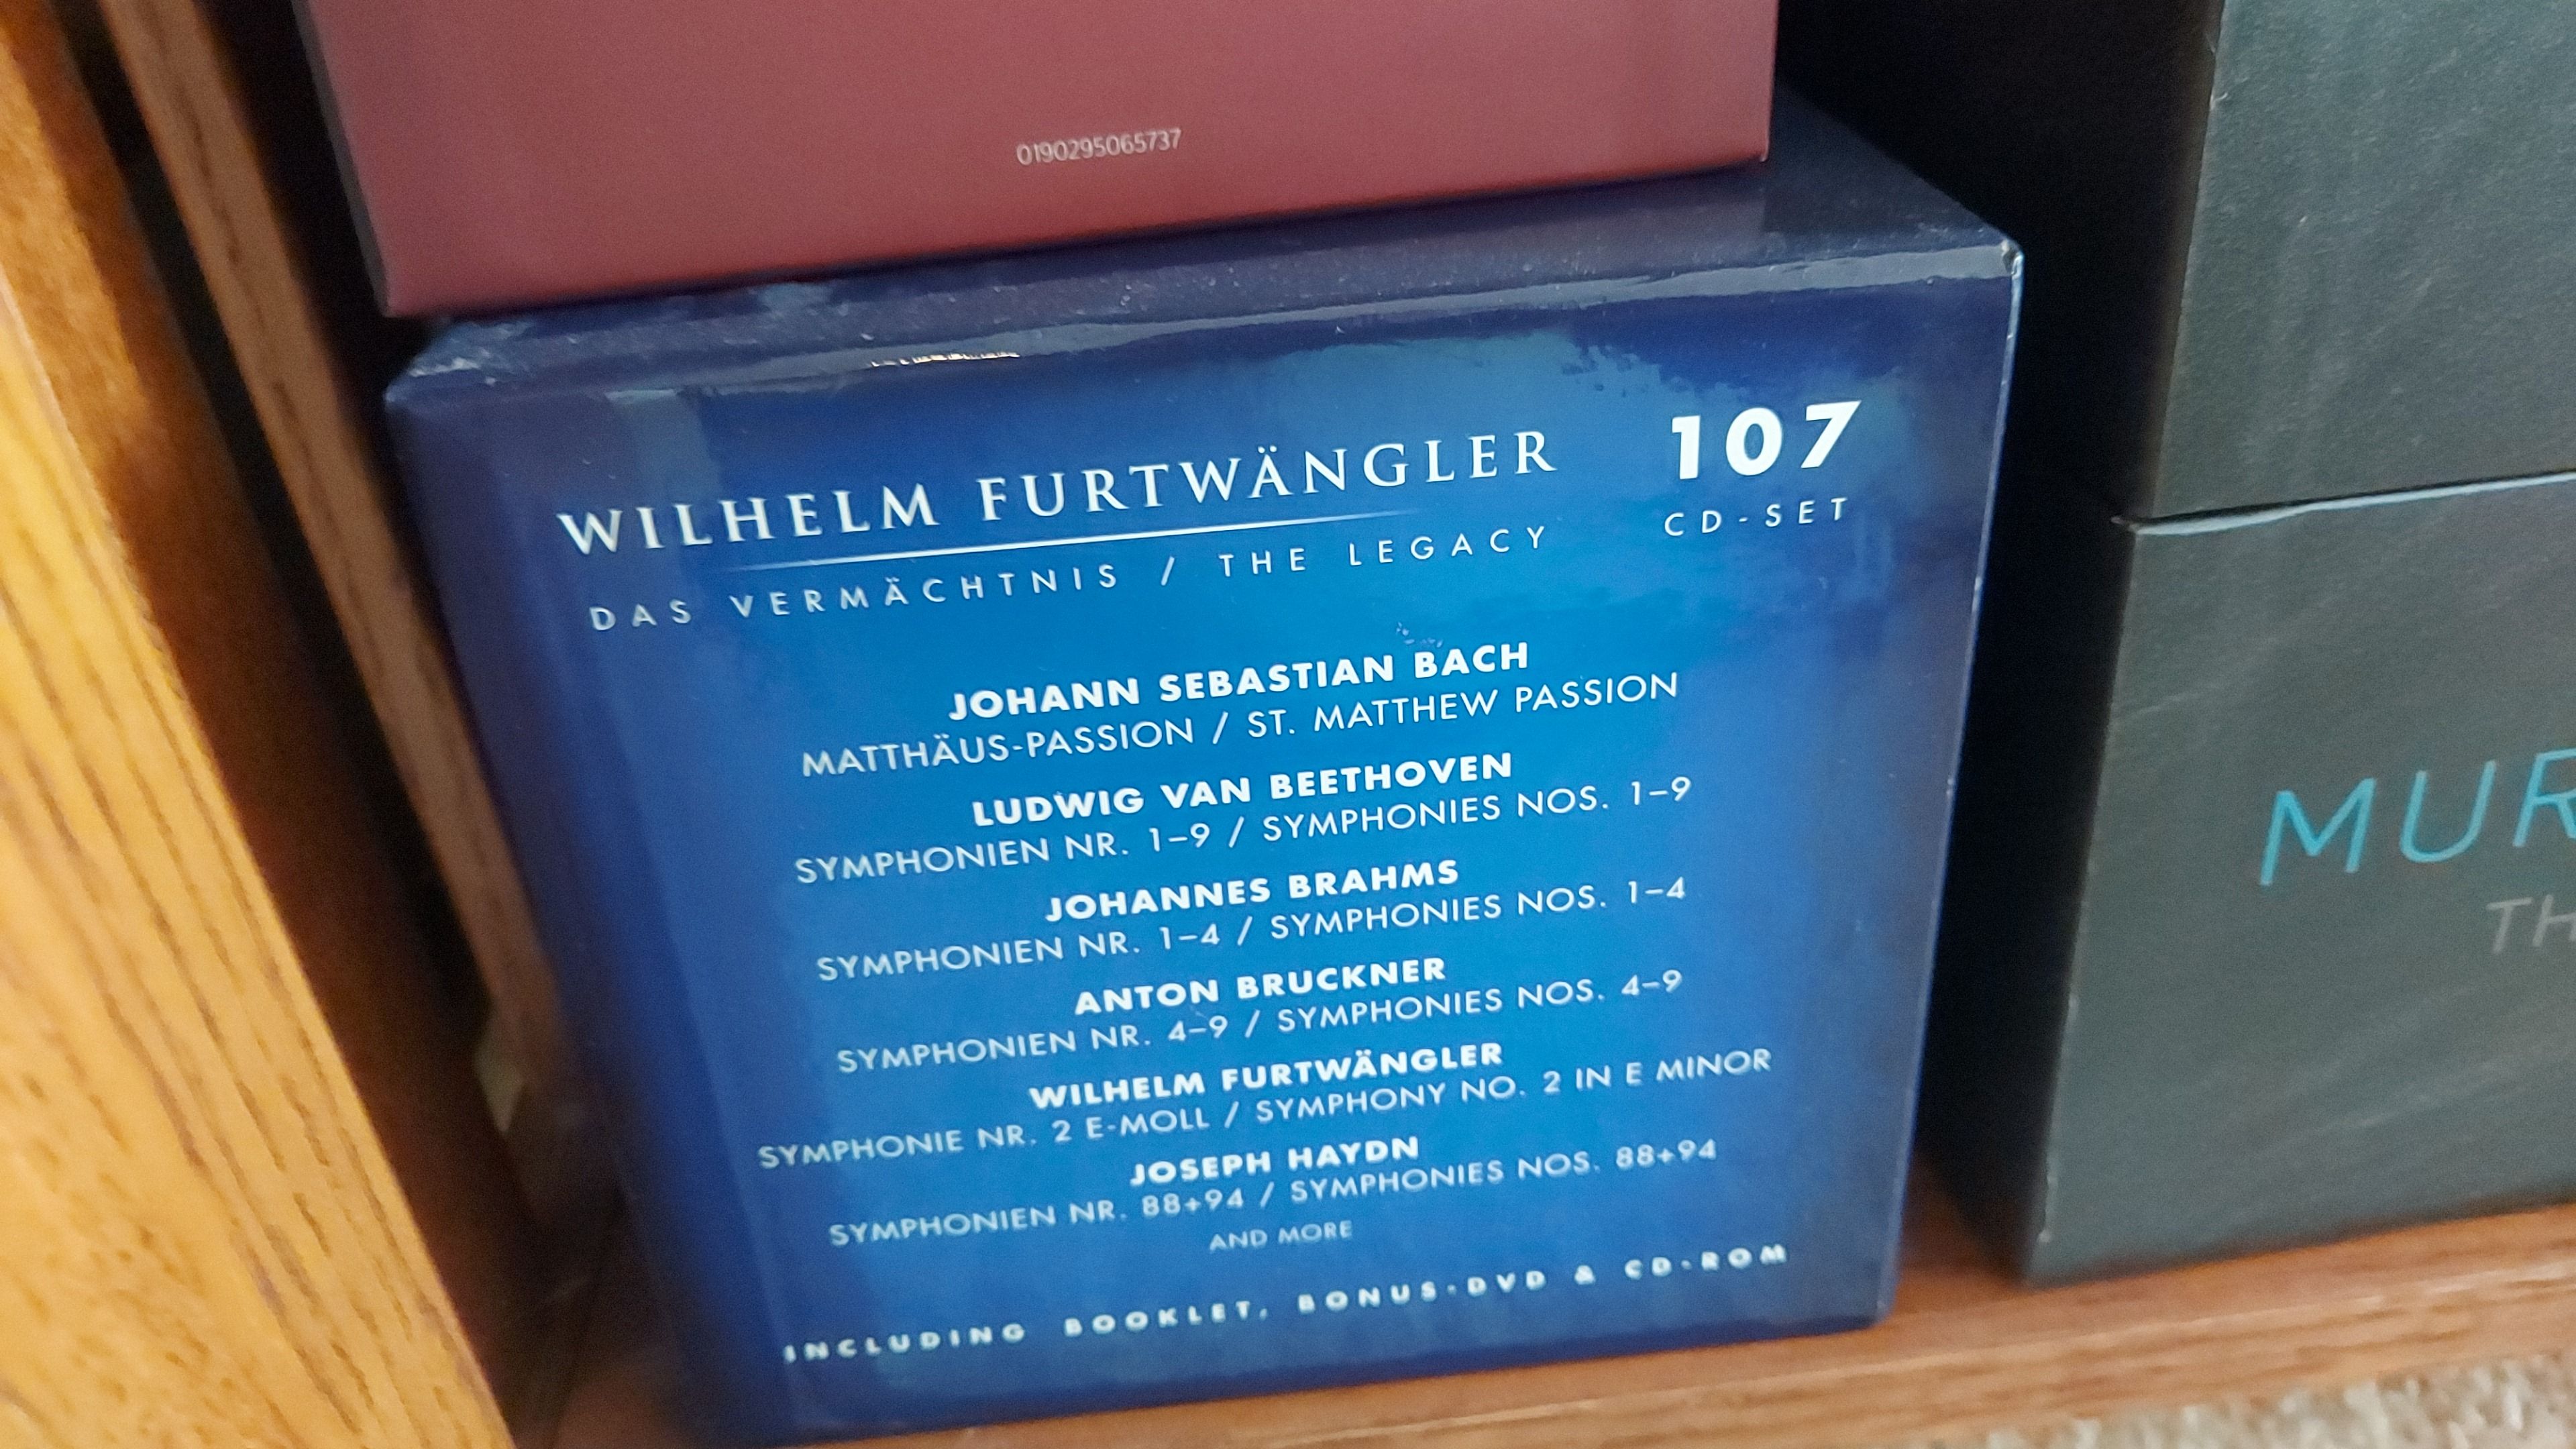 0190295065737
WILHELM FURTWÄNGLER
DAS VERMÄCHTNIS / THE LEGACY
107
CD-SET
JOHANN SEBASTIAN BACH
MATTHÄUS-PASSION / ST. MATTHEW PASSION
LUDWIG VAN BEETHOVEN
SYMPHONIEN NR. 1–9 / SYMPHONIES NOS. 1–9
JOHANNES BRAHMS
SYMPHONIEN NR. 1–4 / SYMPHONIES NOS. 1–4
ANTON BRUCKNER
SYMPHONIEN NR. 4–9 / SYMPHONIES NOS. 4–9
WILHELM FURTWÄNGLER
SYMPHONIE NR. 2 E-MOLL / SYMPHONY NO. 2 IN E MINOR
JOSEPH HAYDN
SYMPHONIEN NR. 88+94 / SYMPHONIES NOS. 88+94
AND MORE
INCLUDING BOOKLET, BONUS-DVD & CD-ROM
MUR
TH